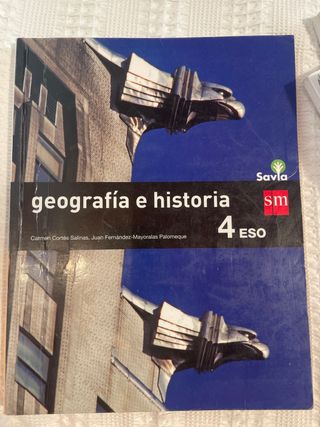 Savia
geografía e historia
sm
Carmen Cortés Salinas, Juan Fernández-Mayoralas Palomeque
4 ESO